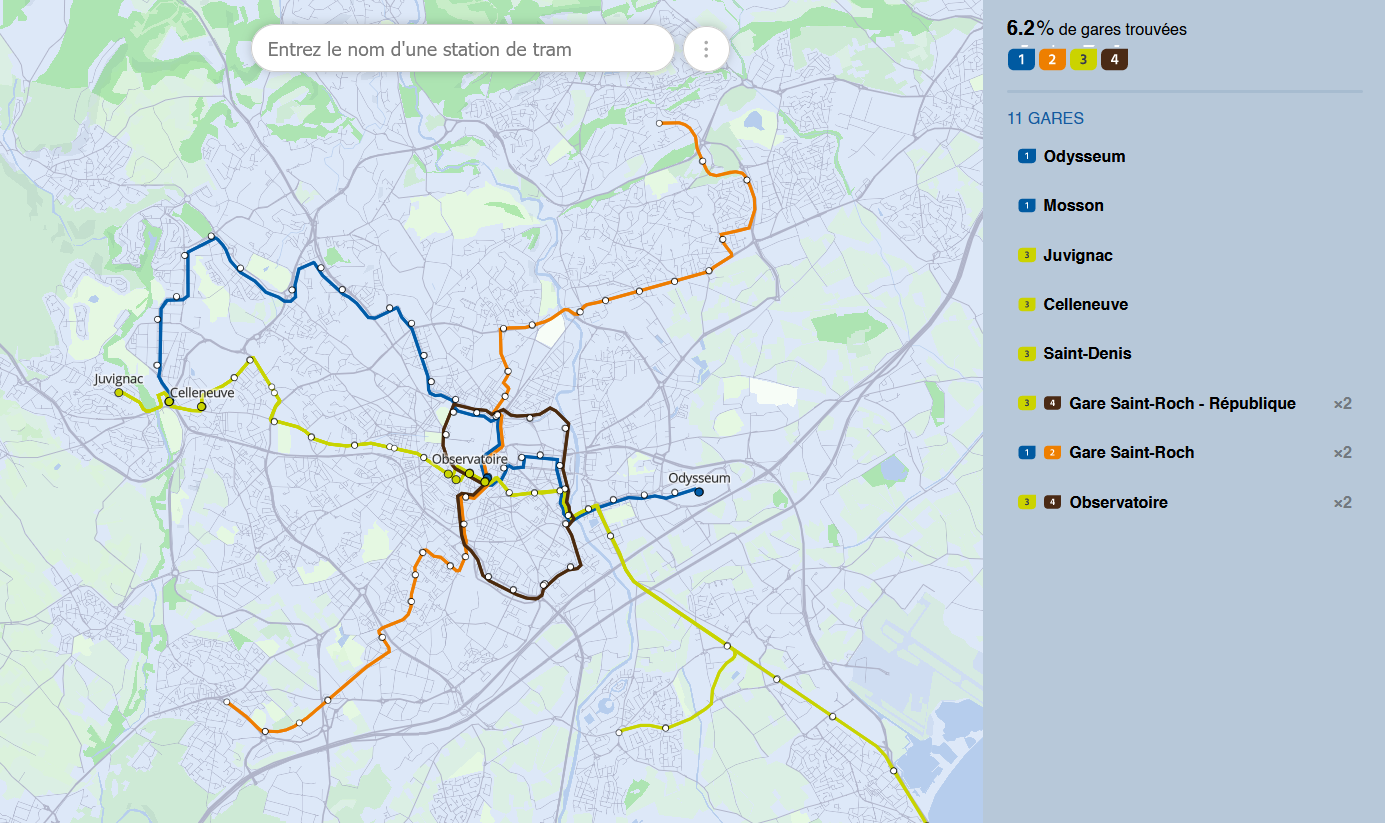 Entrez le nom d'une station de tram
Juvignac
Celleneuve
Observatoire
Odysseum
6.2% de gares trouvées
1 2 3 4
11 GARES
1 Odysseum
1 Mosson
3 Juvignac
3 Celleneuve
3 Saint-Denis
3 4 Gare Saint-Roch - République ×2
1 2 Gare Saint-Roch ×2
3 4 Observatoire ×2